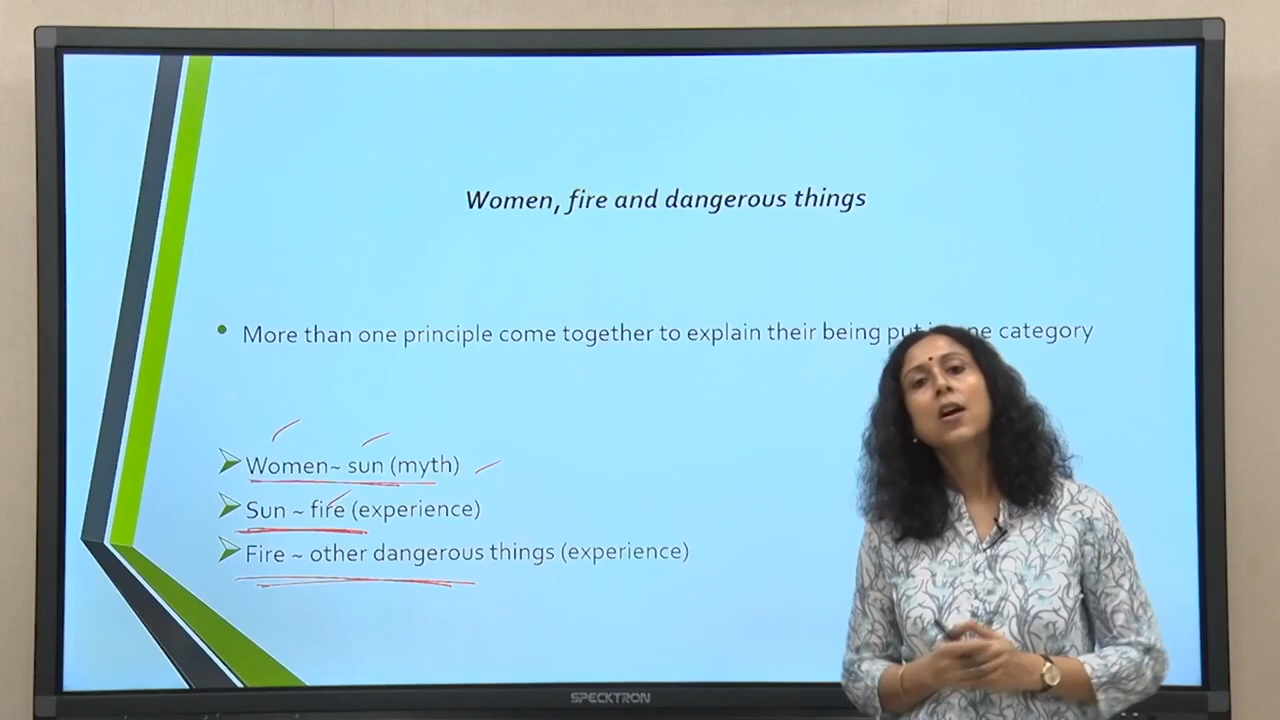 Women, fire and dangerous things
More than one principle come together to explain their being category
Women~ sun (myth)
Sun ~ fire (experience)
Fire ~ other dangerous things (experience)
SPECKTRON